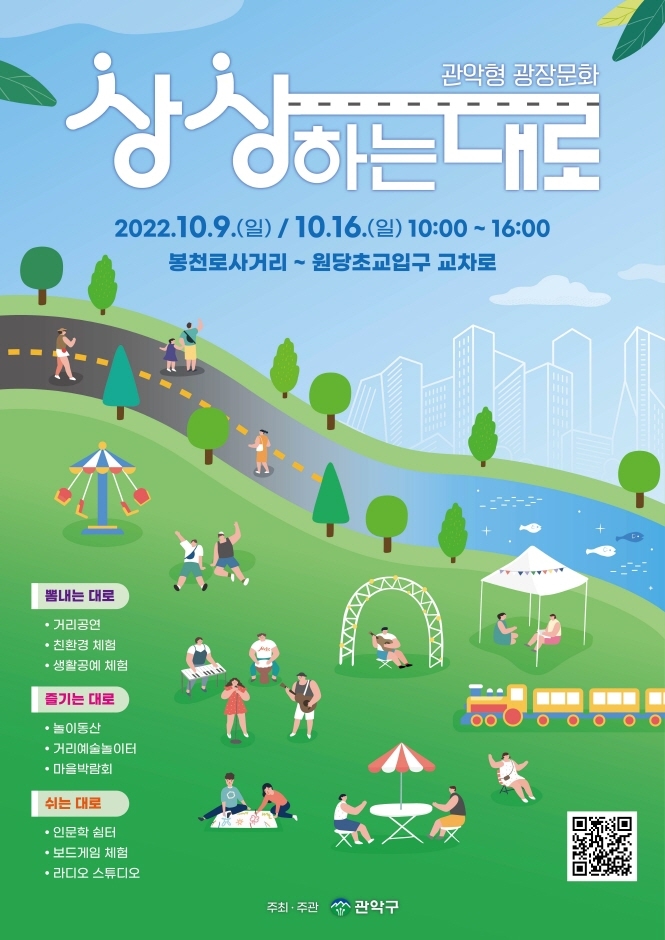 관악형 광장문화
상상하는대로
2022.10.9.(일) / 10.16.(일) 10:00 ~ 16:00
봉천로사거리 ~ 원당초교입구 교차로
뽐내는 대로
• 거리공연
• 친환경 체험
• 생활공예 체험
즐기는 대로
• 놀이동산
• 거리예술놀이터
• 마을박람회
쉬는 대로
• 인문학 쉼터
• 보드게임 체험
• 라디오 스튜디오
주최 · 주관 관악구